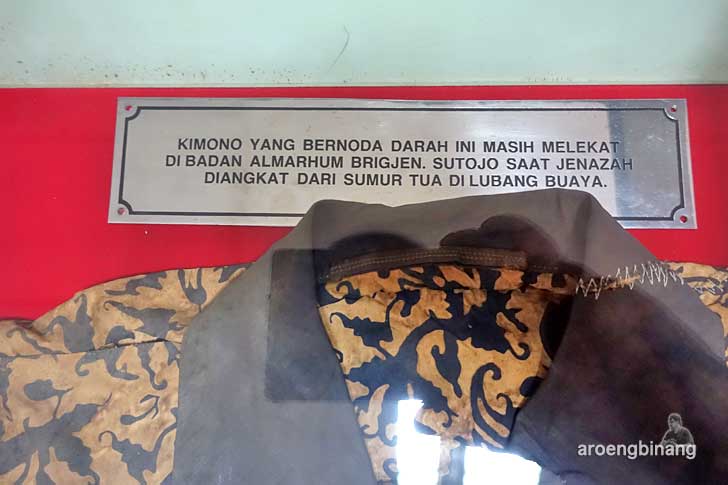 KIMONO YANG BERNODA DARAH INI MASIH MELEKAT
DI BADAN ALMARHUM BRIGJEN. SUTOJO SAAT JENAZAH
DIANGKAT DARI SUMUR TUA DI LUBANG BUAYA.
aroengbinang